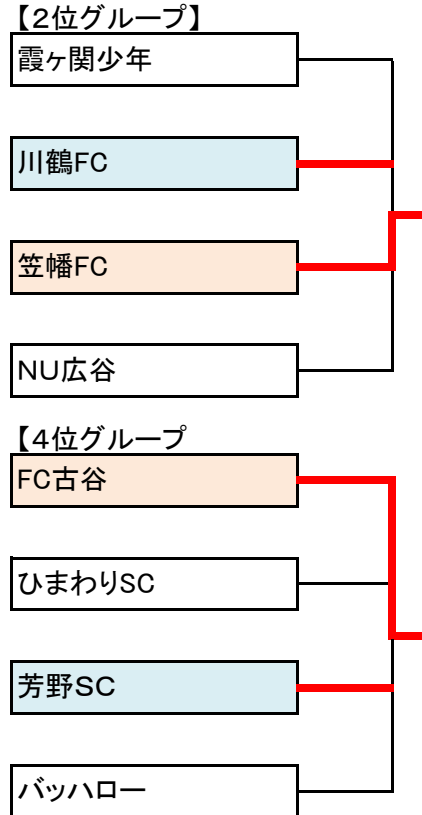 【２位グループ】
霞ヶ関少年
川鶴FC
笠幡FC
ＮＵ広谷
【４位グループ
FC古谷
ひまわりSC
芳野ＳＣ
バッハロー